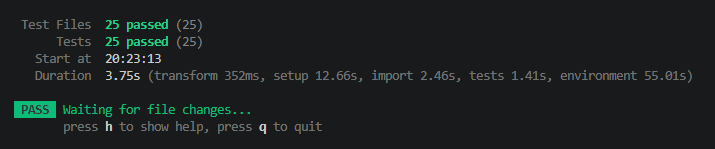 Test Files 25 passed (25)
Tests 25 passed (25)
Start at 20:23:13
Duration 3.75s (transform 352ms, setup 12.66s, import 2.46s, tests 1.41s, environment 55.01s)
PASS Waiting for file changes...
press h to show help, press q to quit